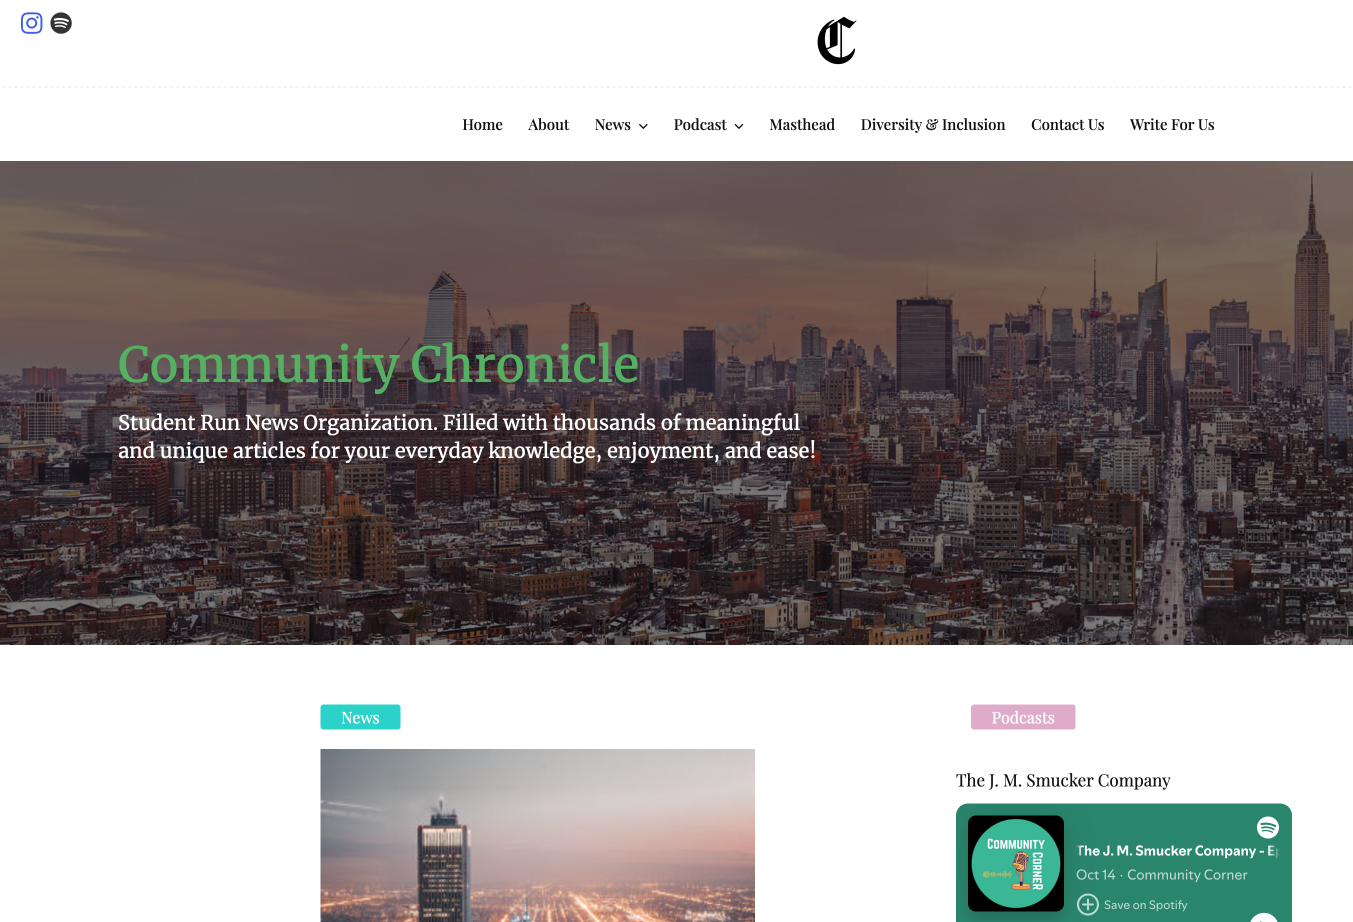 C
Home About News Podcast Masthead Diversity & Inclusion Contact Us Write For Us
Community Chronicle
Student Run News Organization. Filled with thousands of meaningful
and unique articles for your everyday knowledge, enjoyment, and ease!
News
Podcasts
The J. M. Smucker Company
COMMUNITY
CORNER
The J. M. Smucker Company - Ep
Oct 14 · Community Corner
Save on Spotify